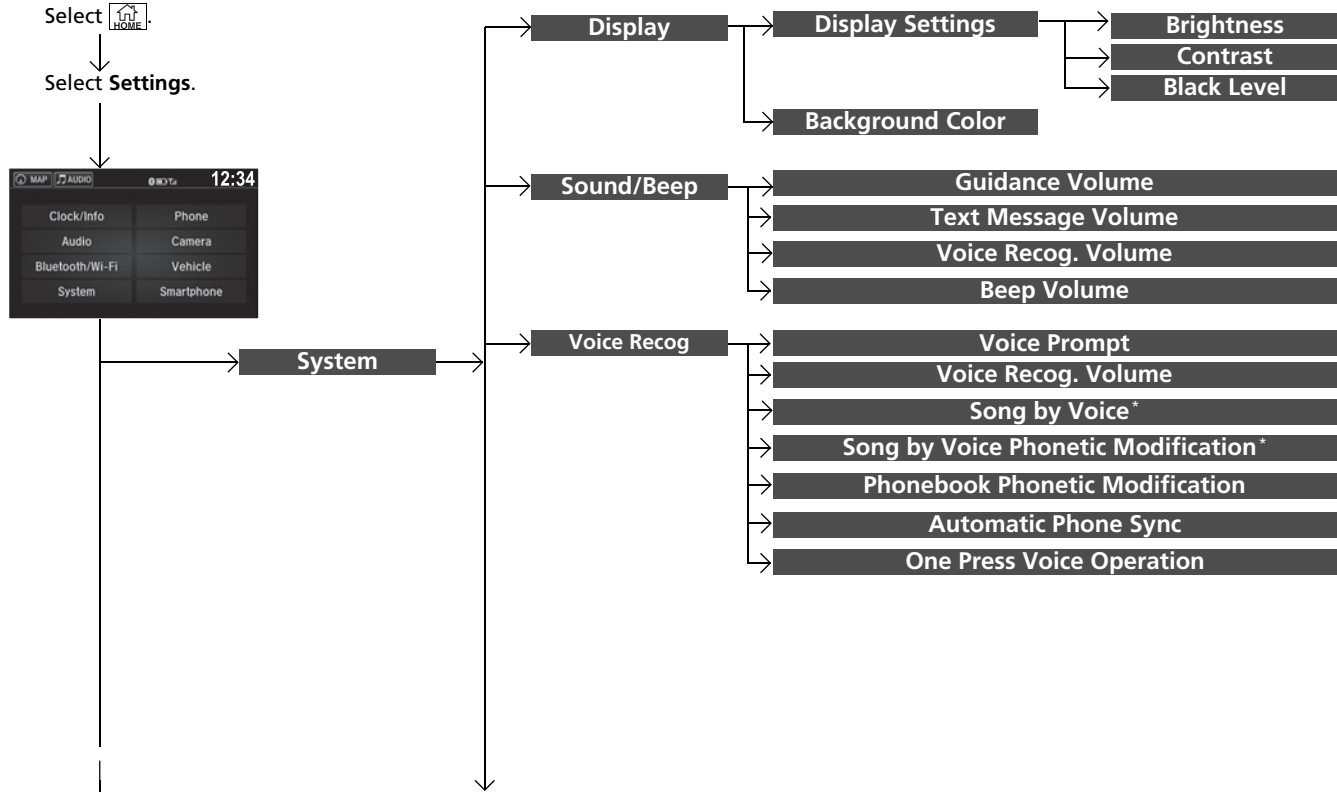 Select HOME.
Select Settings.
MAP AUDIO 12:34
Clock/Info Phone
Audio Camera
Bluetooth/Wi-Fi Vehicle
System Smartphone
System
Display
Display Settings
Brightness
Contrast
Black Level
Background Color
Sound/Beep
Guidance Volume
Text Message Volume
Voice Recog. Volume
Beep Volume
Voice Recog
Voice Prompt
Voice Recog. Volume
Song by Voice*
Song by Voice Phonetic Modification*
Phonebook Phonetic Modification
Automatic Phone Sync
One Press Voice Operation